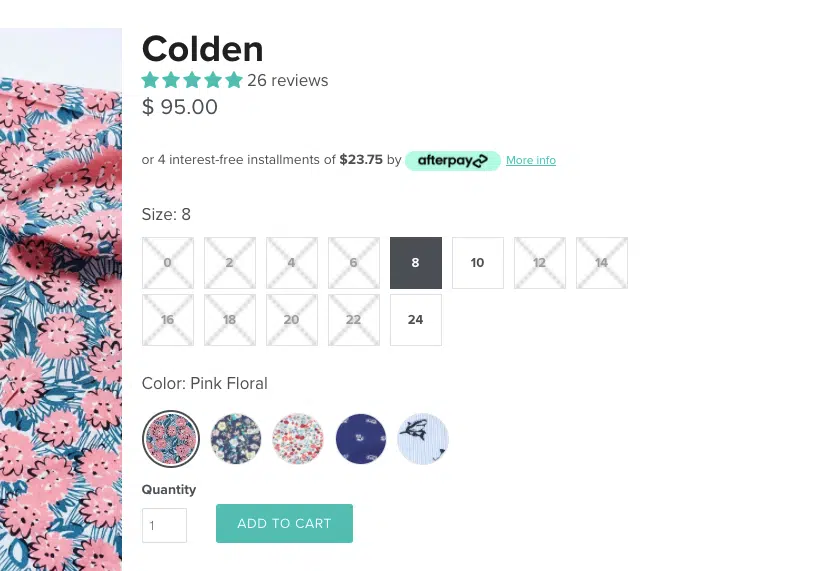 Colden
26 reviews
$ 95.00
or 4 interest-free installments of $23.75 by afterpay More info
Size: 8
0 2 4 6 8 10 12 14
16 18 20 22 24
Color: Pink Floral
Quantity
1 ADD TO CART